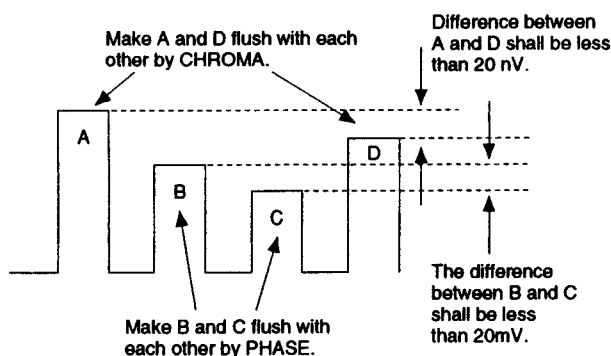 Make A and D flush with each
other by CHROMA.
Difference between
A and D shall be less
than 20 nV.
A
B
C
D
Make B and C flush with
each other by PHASE.
The difference
between B and C
shall be less
than 20mV.